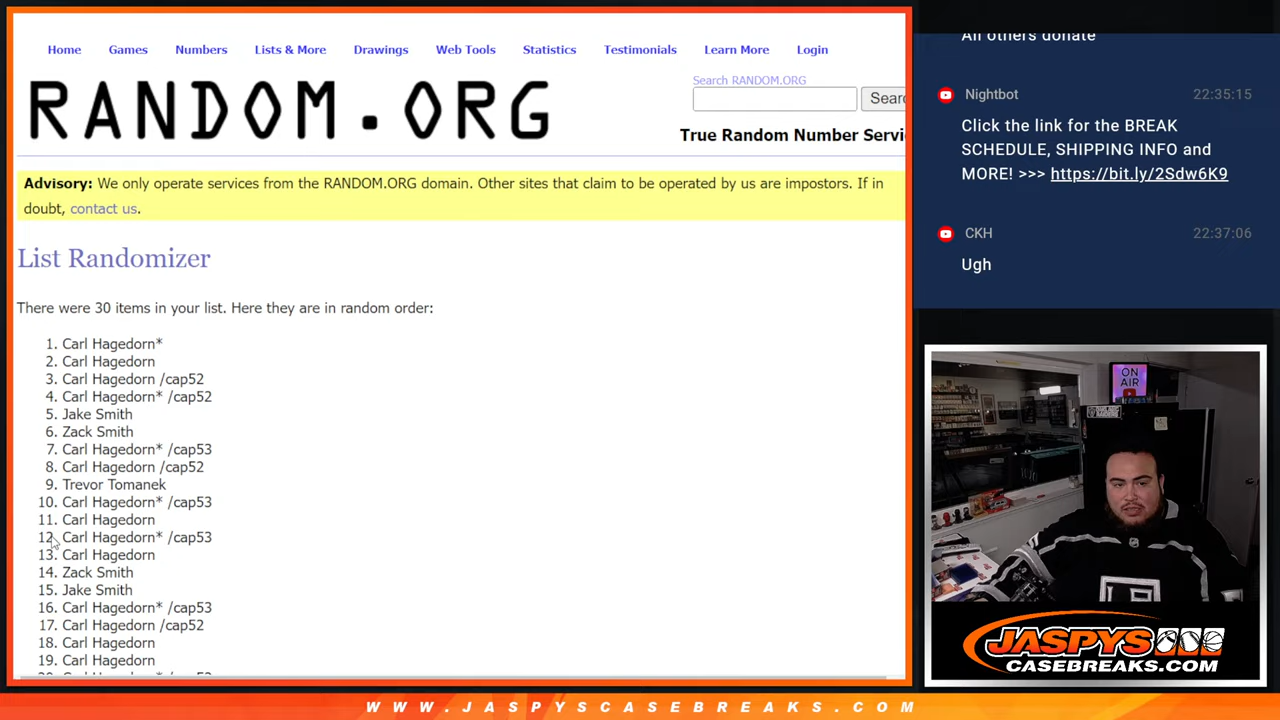 Home Games Numbers Lists & More Drawings Web Tools Statistics Testimonials Learn More Login
RANDOM.ORG
Search RANDOM.ORG
Searc
True Random Number Servi
Advisory: We only operate services from the RANDOM.ORG domain. Other sites that claim to be operated by us are impostors. If in
doubt, contact us.
List Randomizer
There were 30 items in your list. Here they are in random order:
1. Carl Hagedorn*
2. Carl Hagedorn
3. Carl Hagedorn /cap52
4. Carl Hagedorn* /cap52
5. Jake Smith
6. Zack Smith
7. Carl Hagedorn* /cap53
8. Carl Hagedorn /cap52
9. Trevor Tomanek
10. Carl Hagedorn* /cap53
11. Carl Hagedorn
12. Carl Hagedorn* /cap53
13. Carl Hagedorn
14. Zack Smith
15. Jake Smith
16. Carl Hagedorn* /cap53
17. Carl Hagedorn /cap52
18. Carl Hagedorn
19. Carl Hagedorn
All others donate
Nightbot 22:35:15
Click the link for the BREAK
SCHEDULE, SHIPPING INFO and
MORE! >>> https://bit.ly/2Sdw6K9
CKH 22:37:06
Ugh
ON
AIR
JASPYS
CASEBREAKS.COM
WWW.JASPYSCASEBREAKS.COM